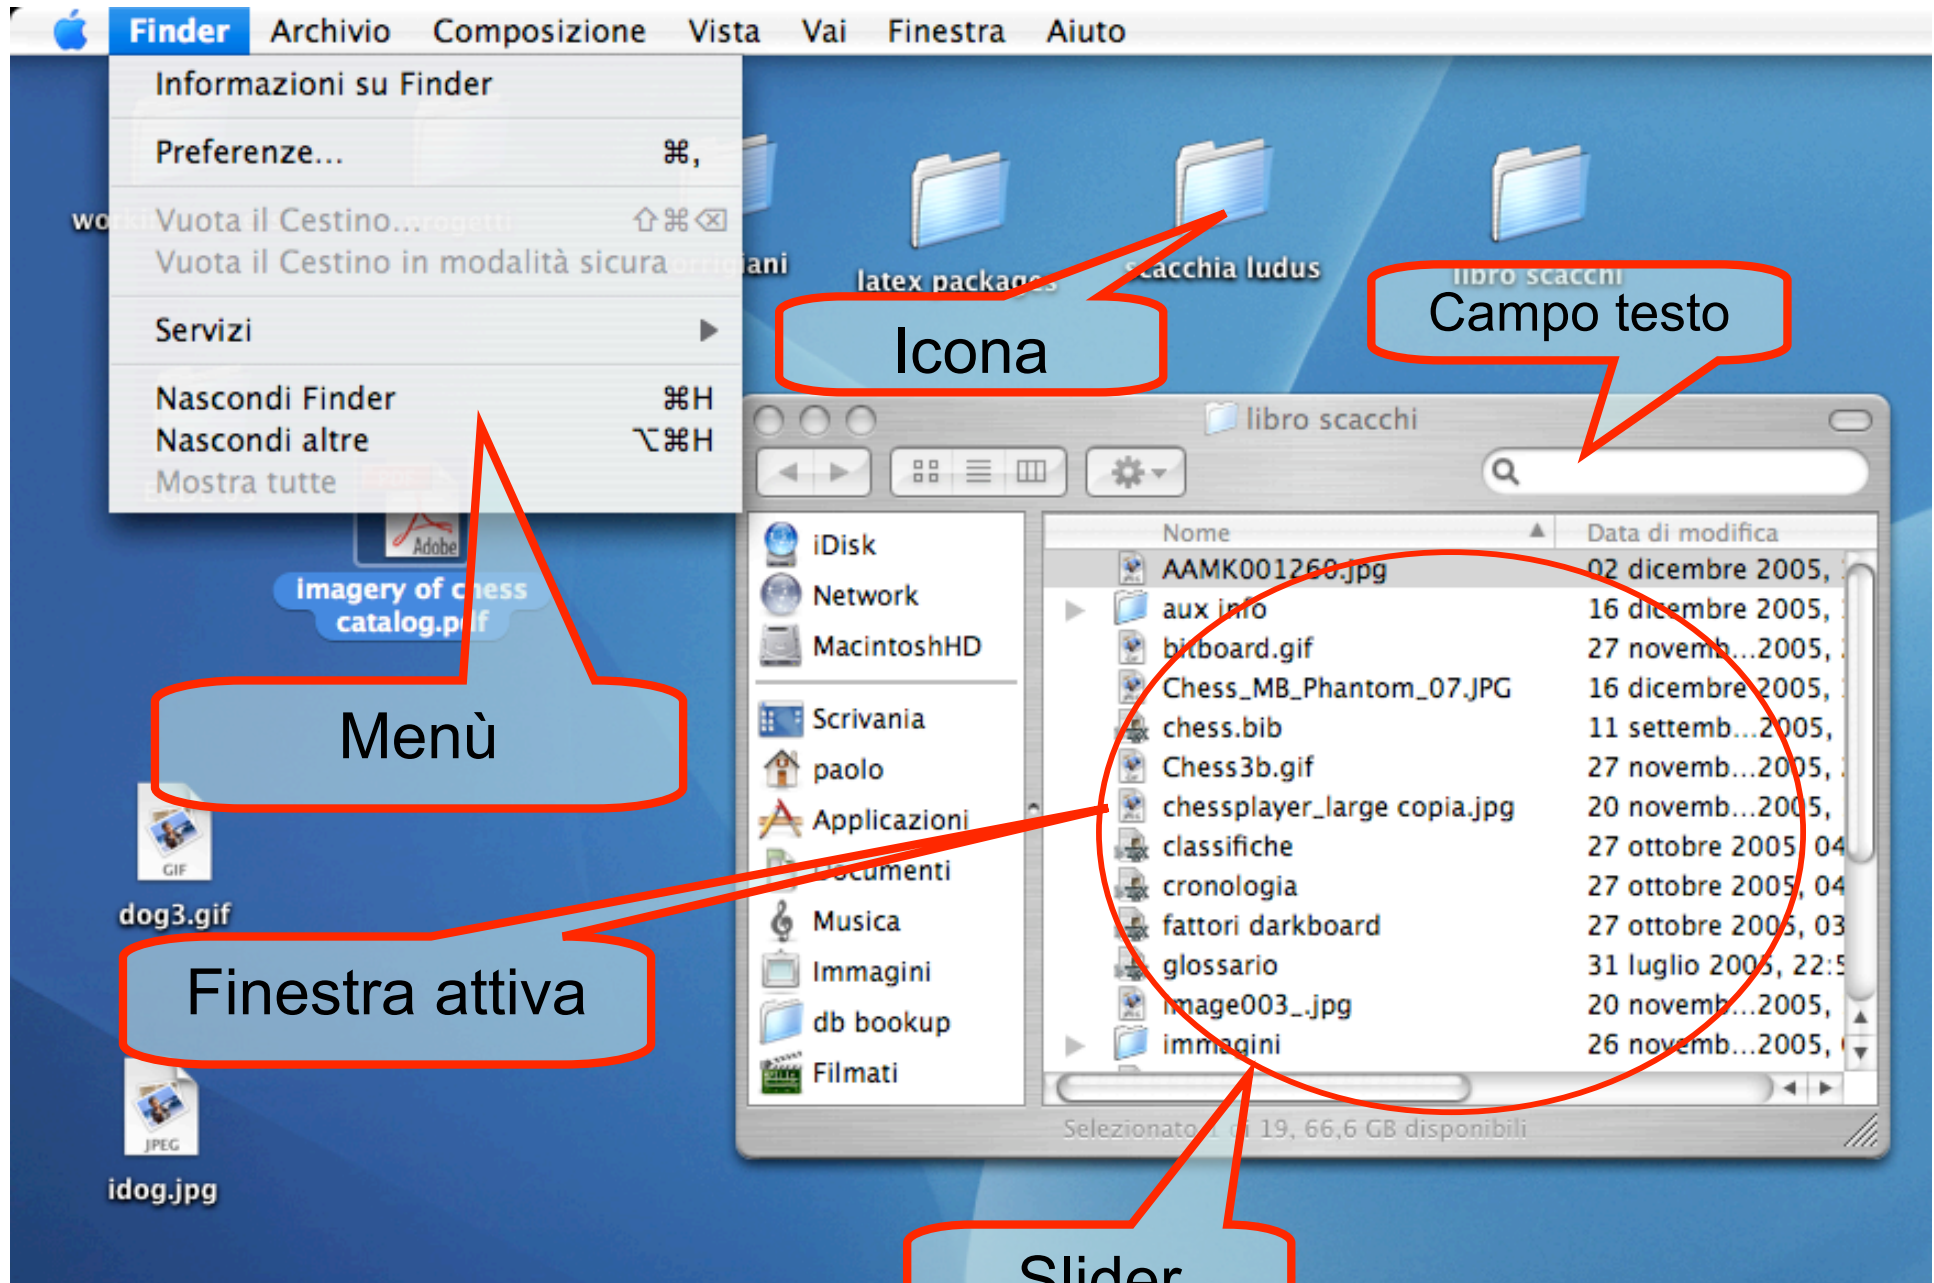 Finder Archivio Composizione Vista Vai Finestra Aiuto
Informazioni su Finder
Preferenze... ⌘,
Vuota il Cestino... ⇧⌘⌫
Vuota il Cestino in modalità sicura
Servizi ▶
Nascondi Finder ⌘H
Nascondi altre ⌥⌘H
Mostra tutte
latex packages
scacchia ludus
libro scacchi
Icona
Campo testo
Adobe
imagery of chess
catalog.pdf
Menù
GIF
dog3.gif
Finestra attiva
JPEG
idog.jpg
libro scacchi
iDisk
Network
MacintoshHD
Scrivania
paolo
Applicazioni
Documenti
Musica
Immagini
db bookup
Filmati
Nome Data di modifica
AAMK001260.jpg 02 dicembre 2005,
aux info 16 dicembre 2005,
bitboard.gif 27 novemb...2005,
Chess_MB_Phantom_07.JPG 16 dicembre 2005,
chess.bib 11 settemb...2005,
Chess3b.gif 27 novemb...2005,
chessplayer_large copia.jpg 20 novemb...2005,
classifiche 27 ottobre 2005, 04
cronologia 27 ottobre 2005, 04
fattori darkboard 27 ottobre 2005, 03
glossario 31 luglio 2005, 22:5
image003_.jpg 20 novemb...2005,
immagini 26 novemb...2005,
Selezionato 1 di 19, 66,6 GB disponibili
Slider